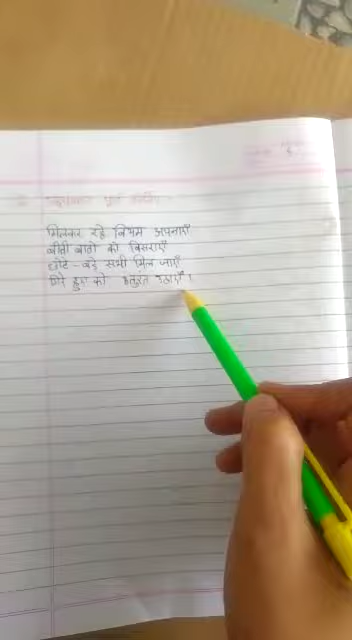 मिलकर रहे नियम अपनाएँ
बीती बातो को बिसराएँ
छोटे - बड़े सभी मिल जाएँ
गिरे हुए को तुरंत उठाएँ ।